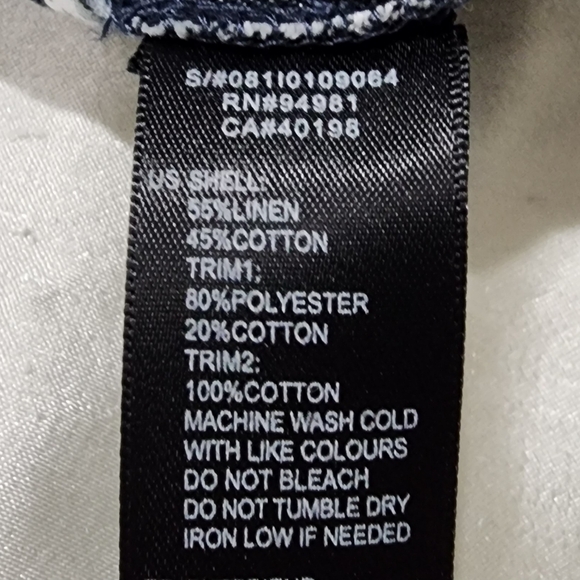 S/#081I0109064
RN#94981
CA#40198
US SHELL:
55%LINEN
45%COTTON
TRIM1:
80%POLYESTER
20%COTTON
TRIM2:
100%COTTON
MACHINE WASH COLD
WITH LIKE COLOURS
DO NOT BLEACH
DO NOT TUMBLE DRY
IRON LOW IF NEEDED